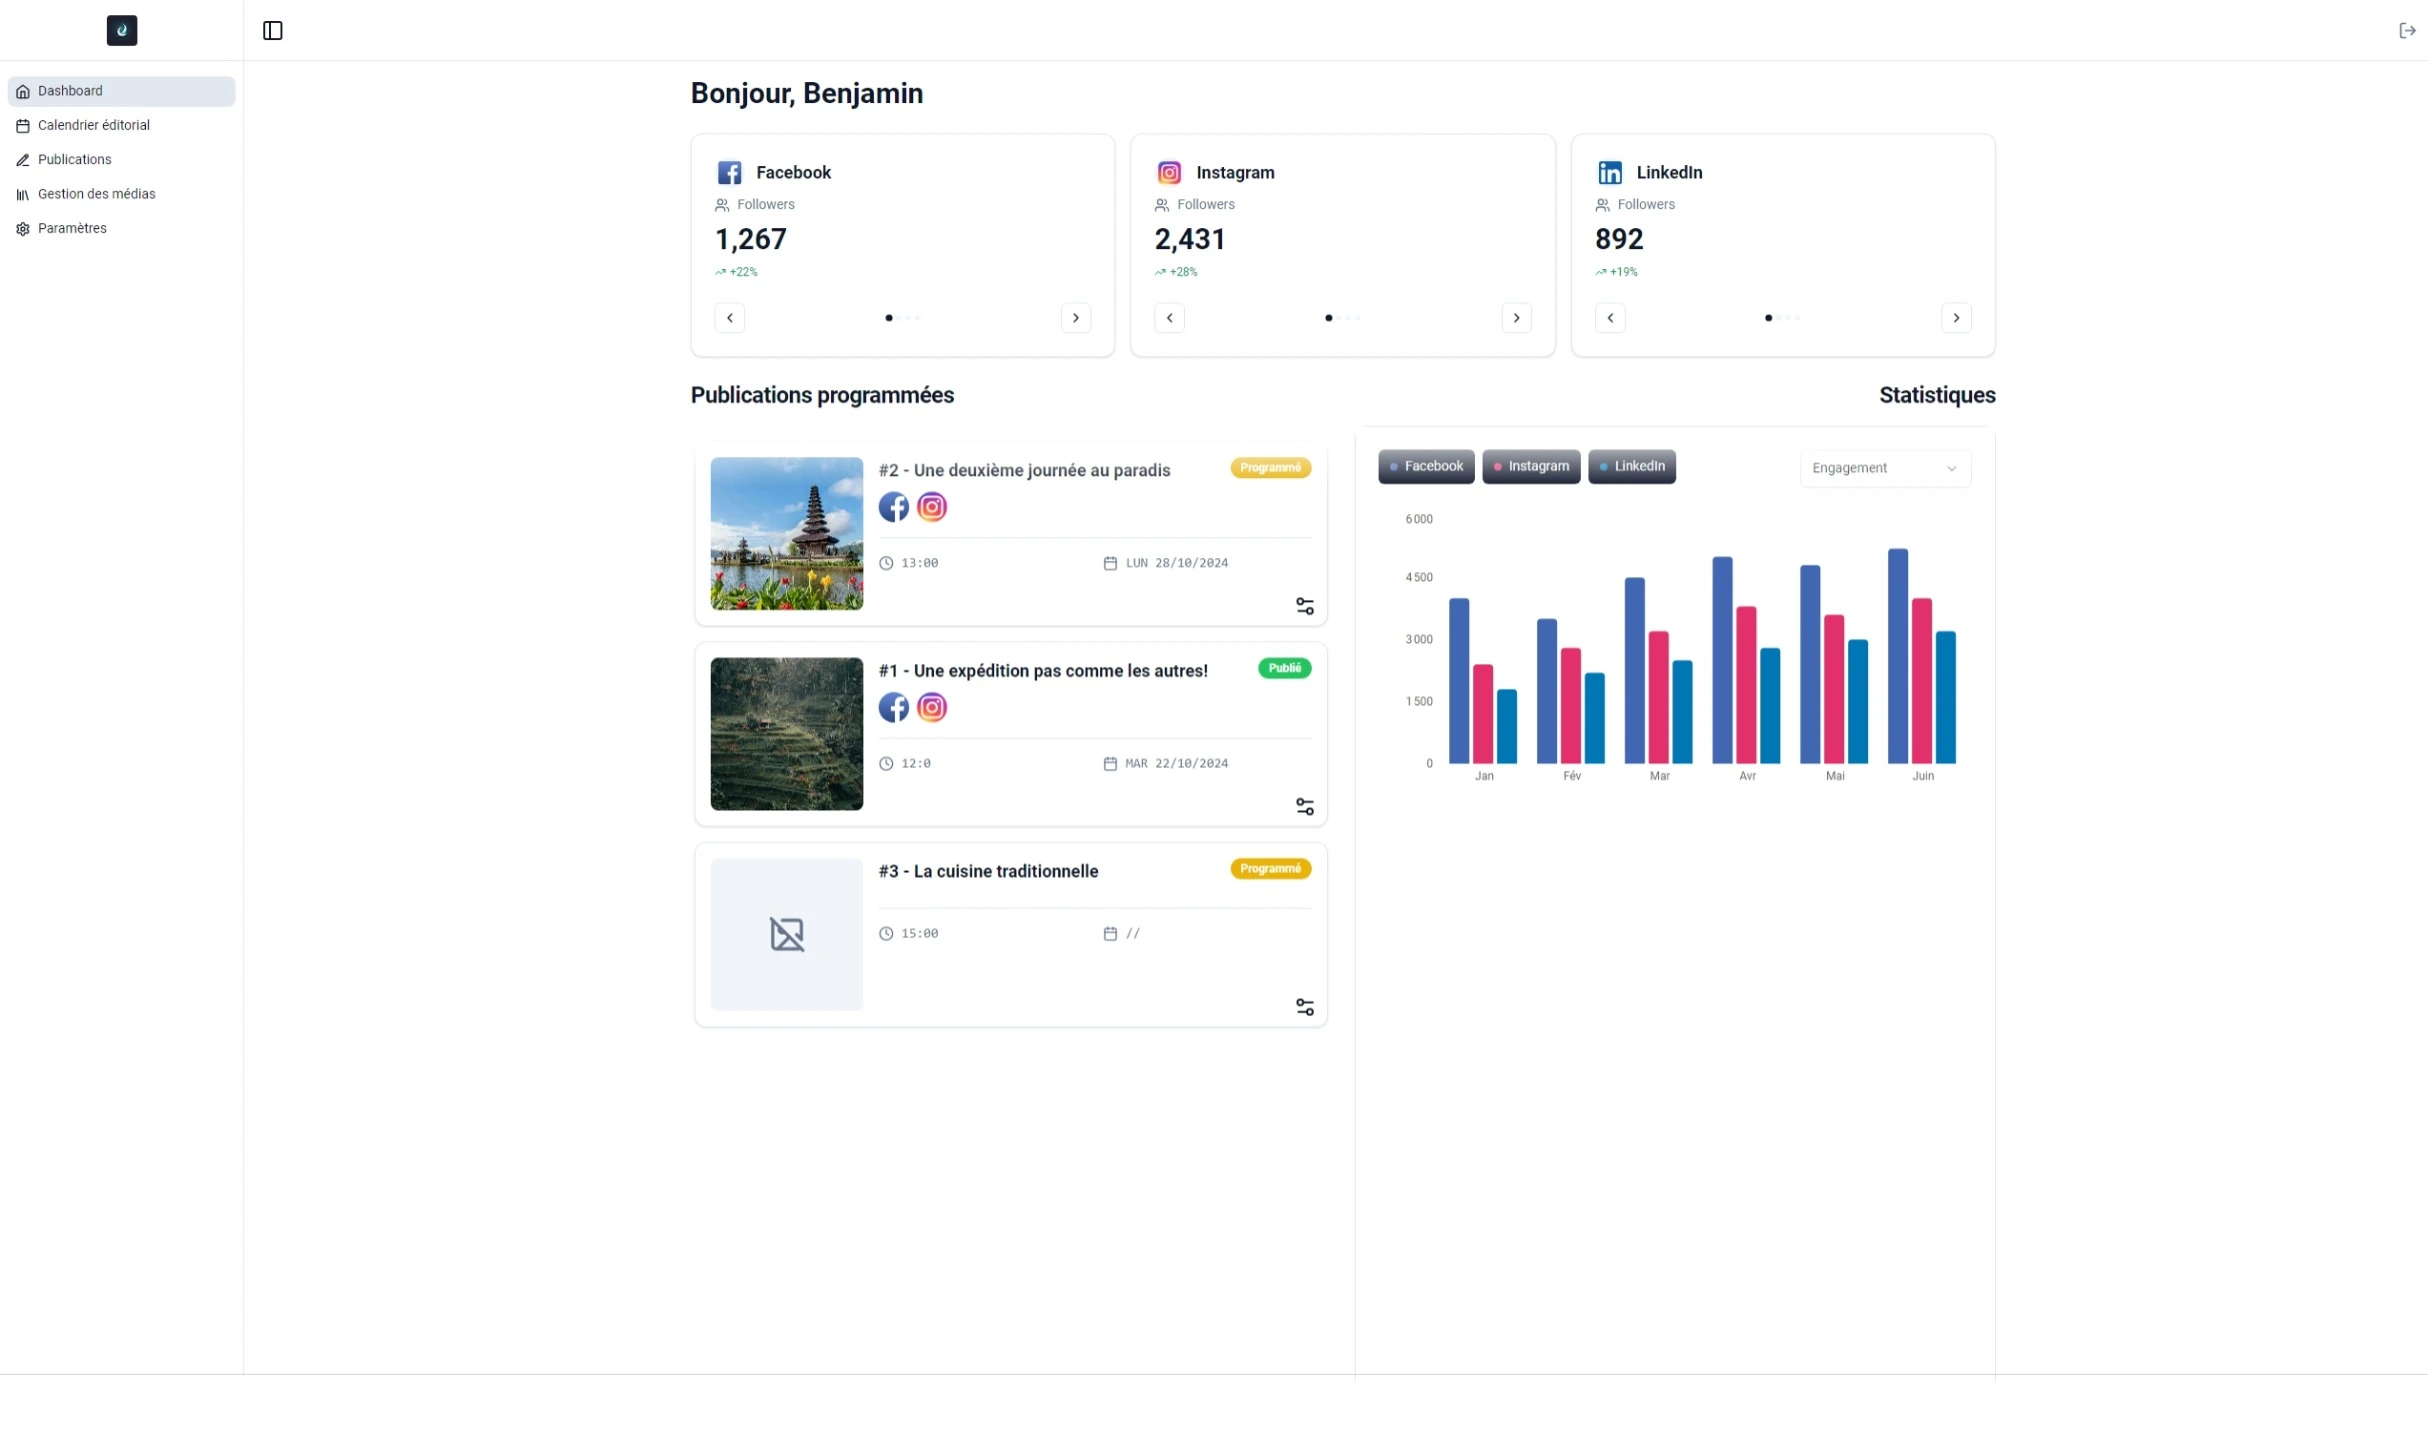 Dashboard
Calendrier éditorial
Publications
Gestion des médias
Paramètres
Bonjour, Benjamin
Facebook
Followers
1,267
+22%
Instagram
Followers
2,431
+28%
LinkedIn
Followers
892
+19%
Publications programmées
Statistiques
#2 - Une deuxième journée au paradis
Programmé
13:00
LUN 28/10/2024
#1 - Une expédition pas comme les autres!
Publié
12:0
MAR 22/10/2024
#3 - La cuisine traditionnelle
Programmé
15:00
//
Facebook
Instagram
LinkedIn
Engagement
6 000
4 500
3 000
1 500
0
Jan
Fév
Mar
Avr
Mai
Juin